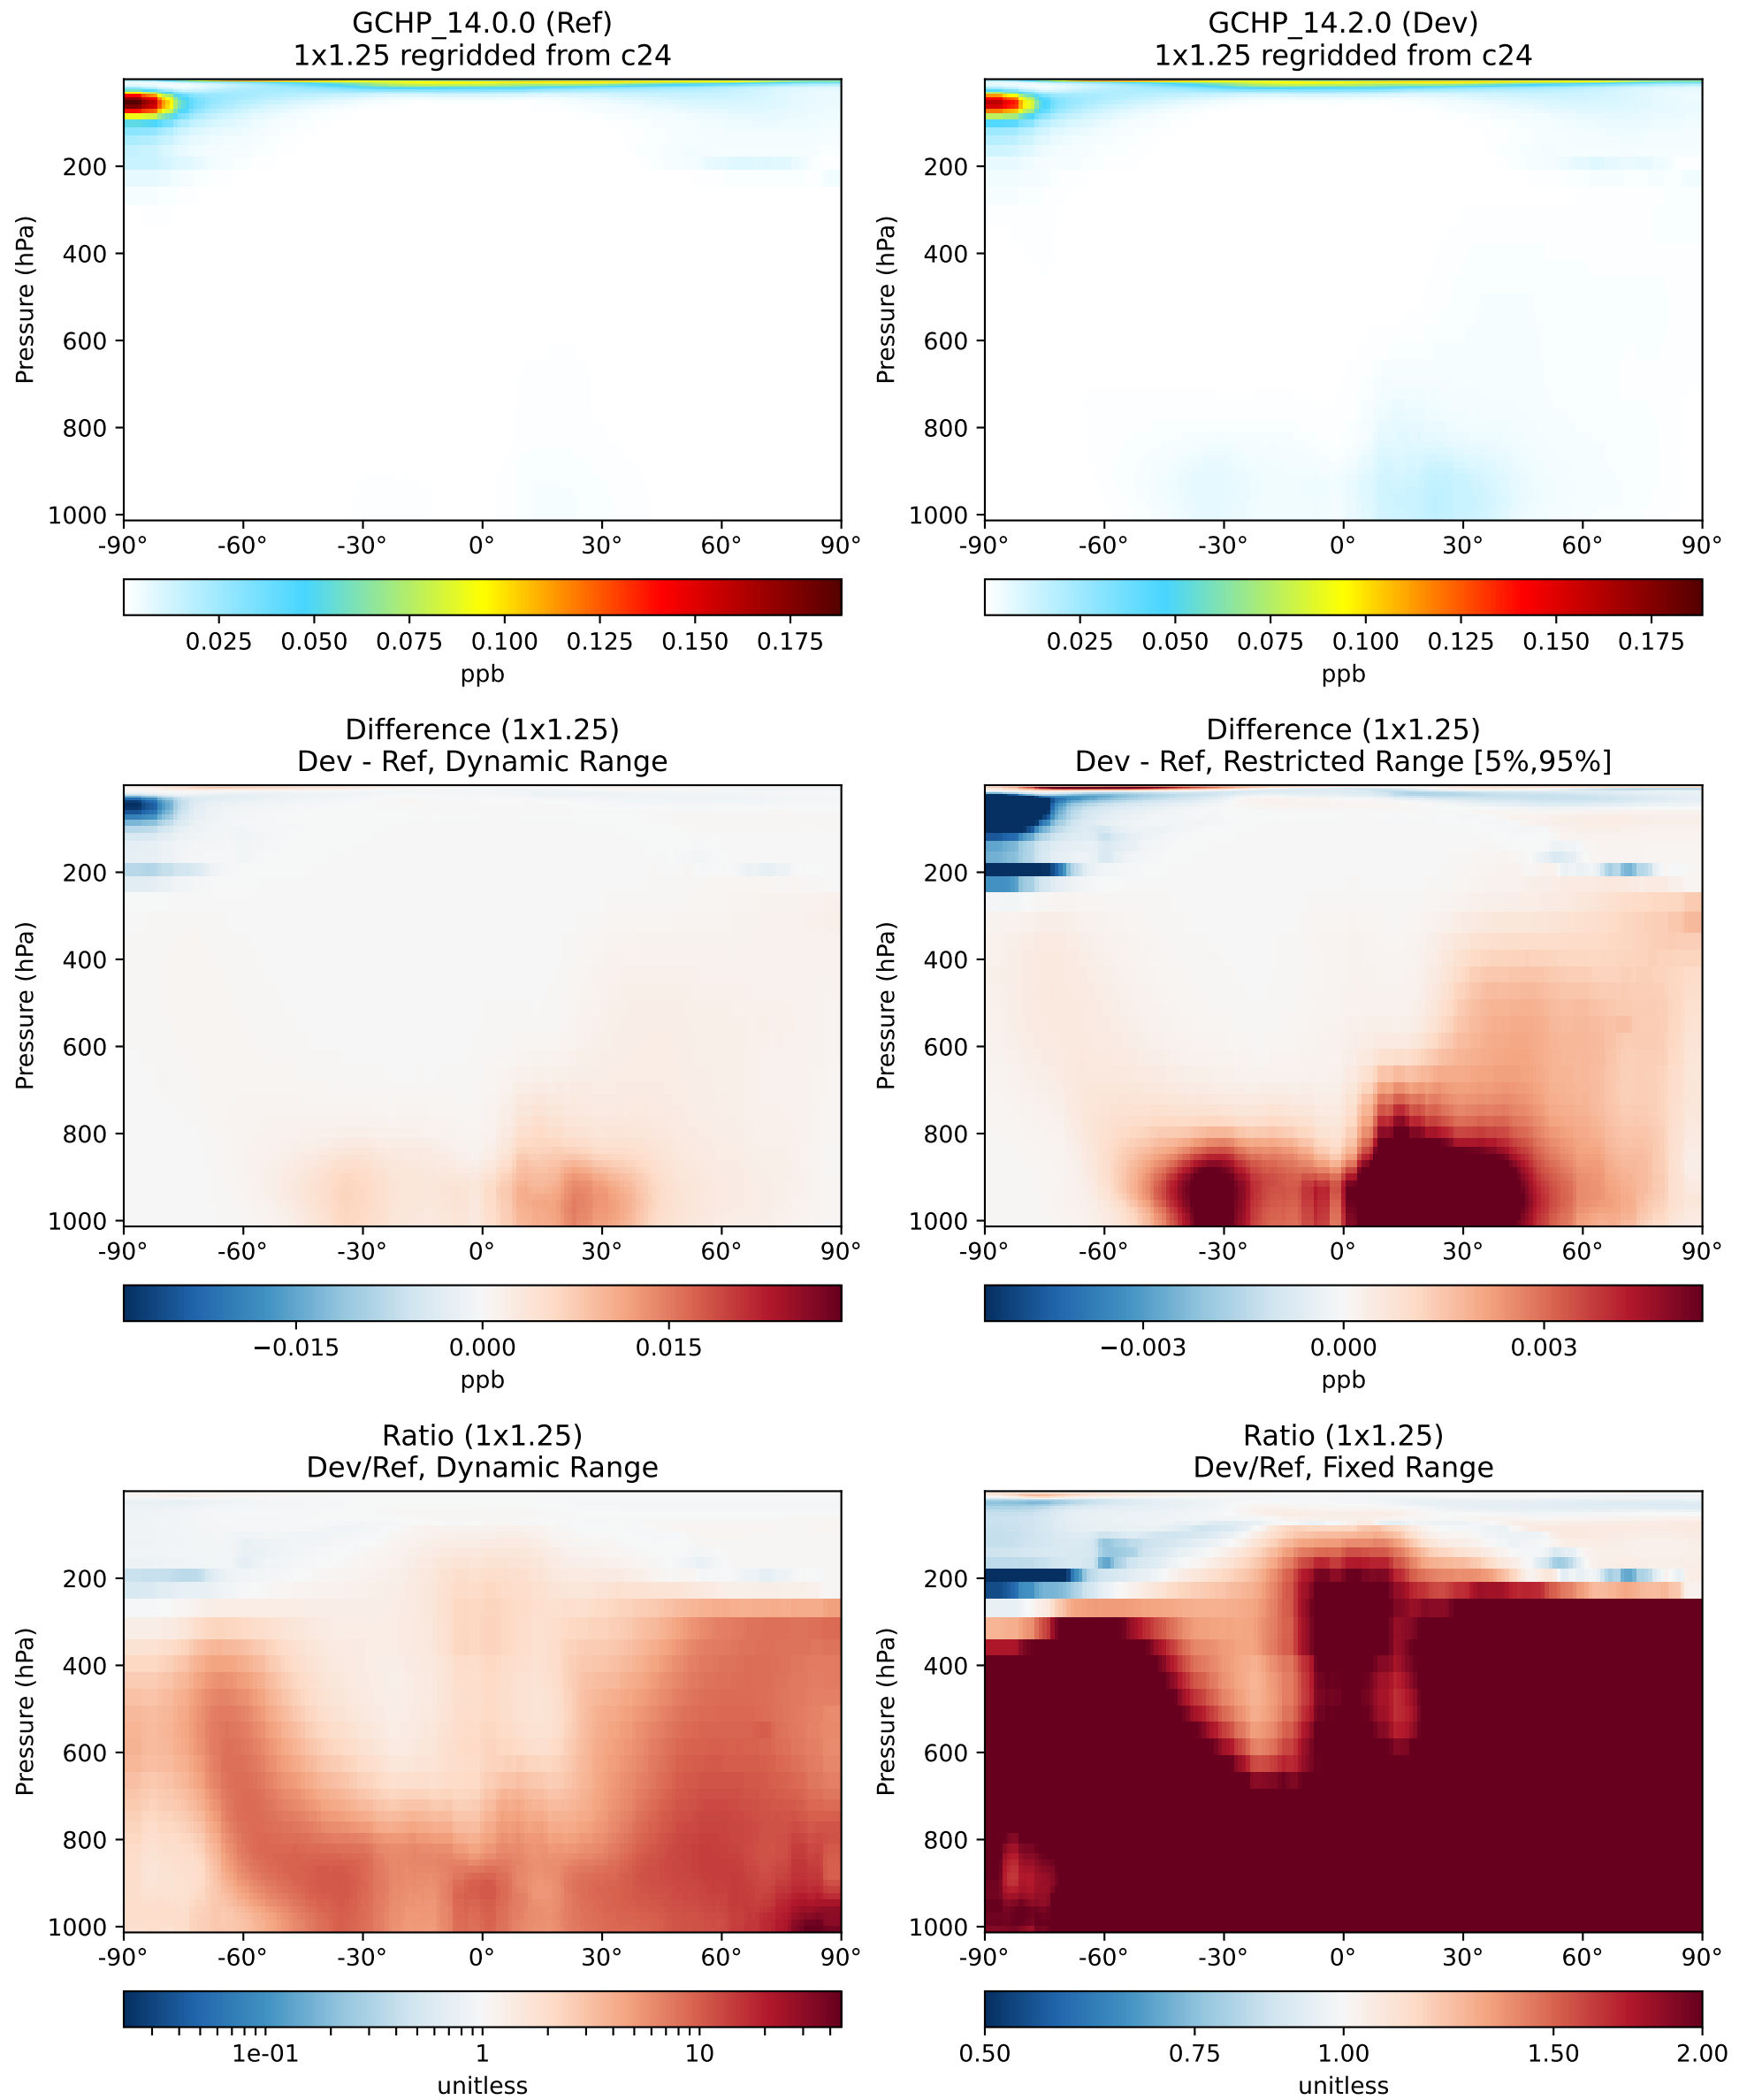 GCHP_14.0.0 (Ref)
1x1.25 regridded from c24
Pressure (hPa)
200
400
600
800
1000
-90° -60° -30° 0° 30° 60° 90°
0.025 0.050 0.075 0.100 0.125 0.150 0.175
ppb
GCHP_14.2.0 (Dev)
1x1.25 regridded from c24
Pressure (hPa)
200
400
600
800
1000
-90° -60° -30° 0° 30° 60° 90°
0.025 0.050 0.075 0.100 0.125 0.150 0.175
ppb
Difference (1x1.25)
Dev - Ref, Dynamic Range
Pressure (hPa)
200
400
600
800
1000
-90° -60° -30° 0° 30° 60° 90°
−0.015 0.000 0.015
ppb
Difference (1x1.25)
Dev - Ref, Restricted Range [5%,95%]
Pressure (hPa)
200
400
600
800
1000
-90° -60° -30° 0° 30° 60° 90°
−0.003 0.000 0.003
ppb
Ratio (1x1.25)
Dev/Ref, Dynamic Range
Pressure (hPa)
200
400
600
800
1000
-90° -60° -30° 0° 30° 60° 90°
1e-01 1 10
unitless
Ratio (1x1.25)
Dev/Ref, Fixed Range
Pressure (hPa)
200
400
600
800
1000
-90° -60° -30° 0° 30° 60° 90°
0.50 0.75 1.00 1.50 2.00
unitless